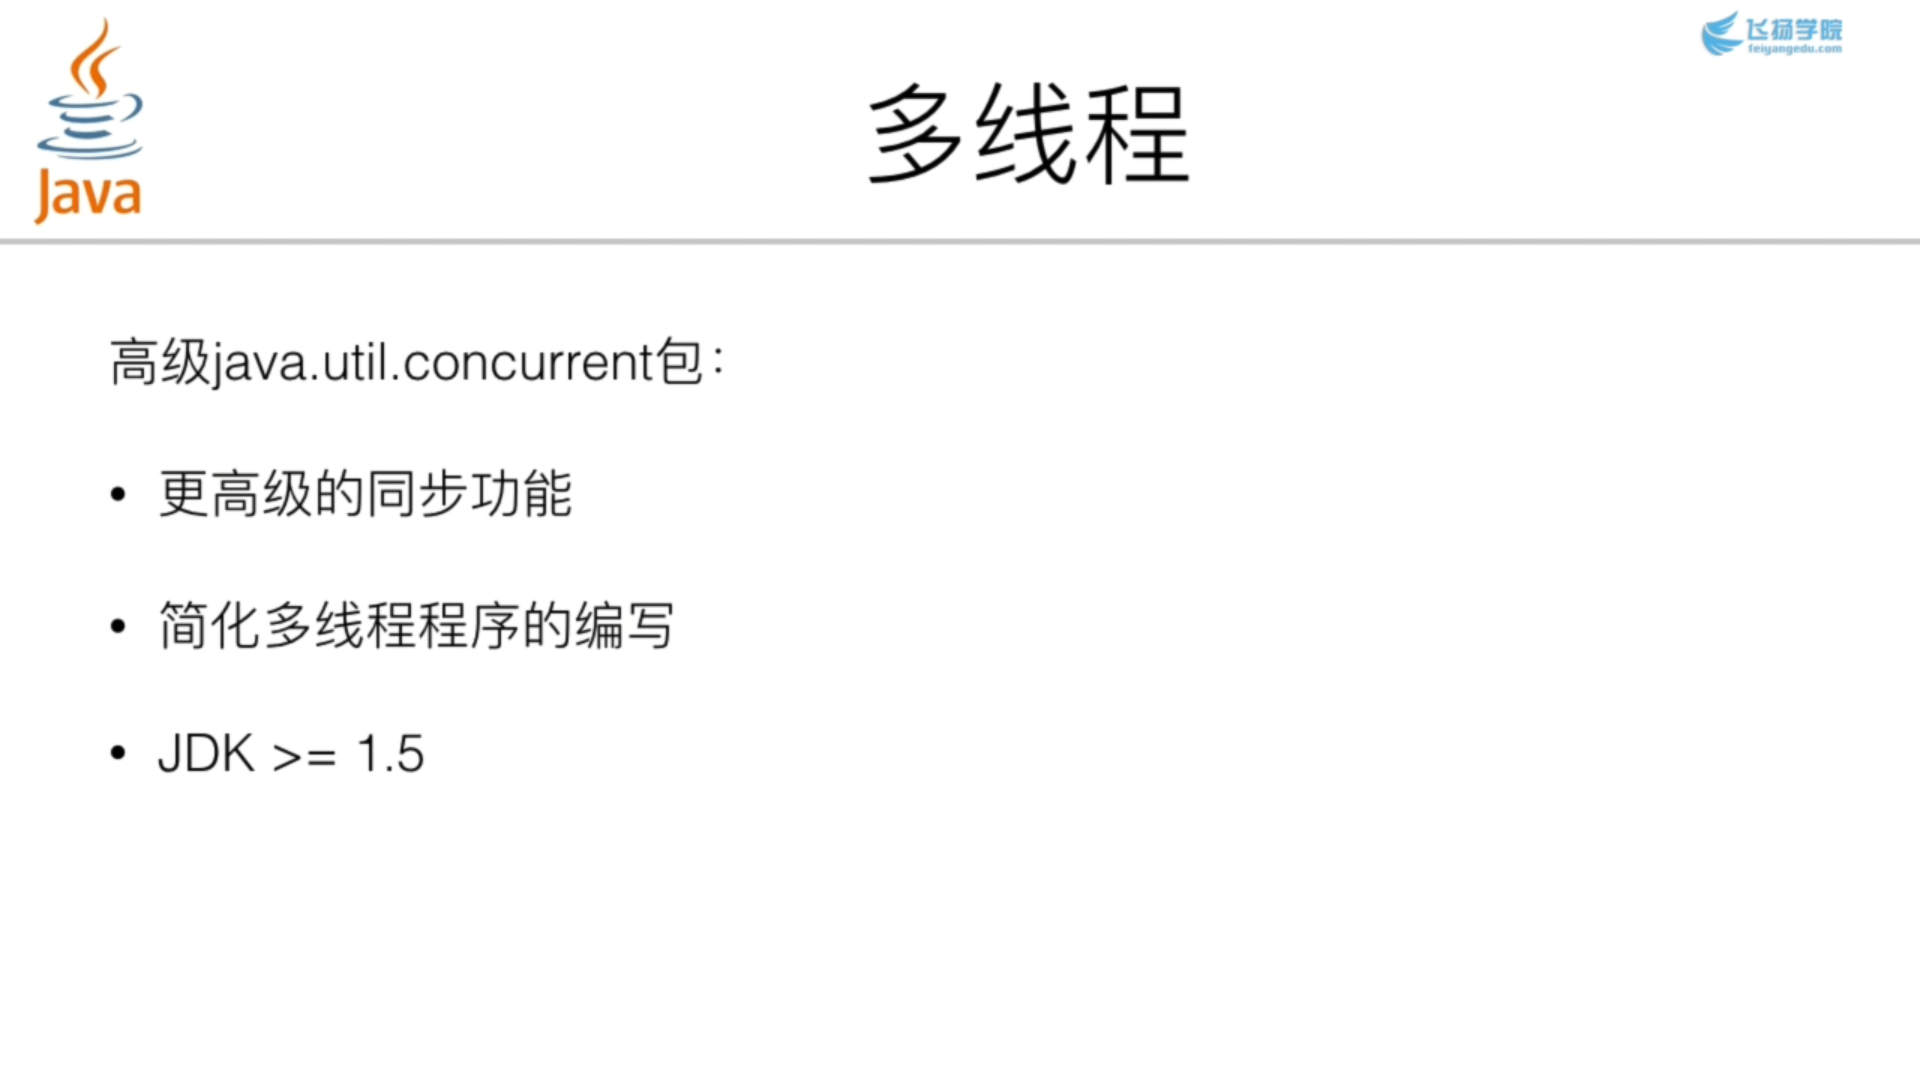 Java
飞扬学院
feiyangedu.com
多线程
高级java.util.concurrent包：
• 更高级的同步功能
• 简化多线程程序的编写
• JDK >= 1.5